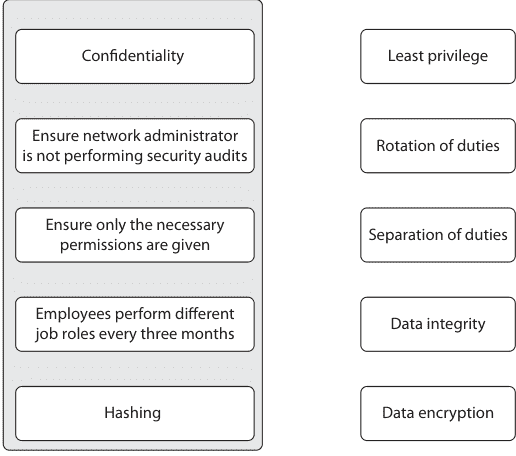 Confidentiality
Least privilege
Ensure network administrator
is not performing security audits
Rotation of duties
Ensure only the necessary
permissions are given
Separation of duties
Employees perform different
job roles every three months
Data integrity
Hashing
Data encryption